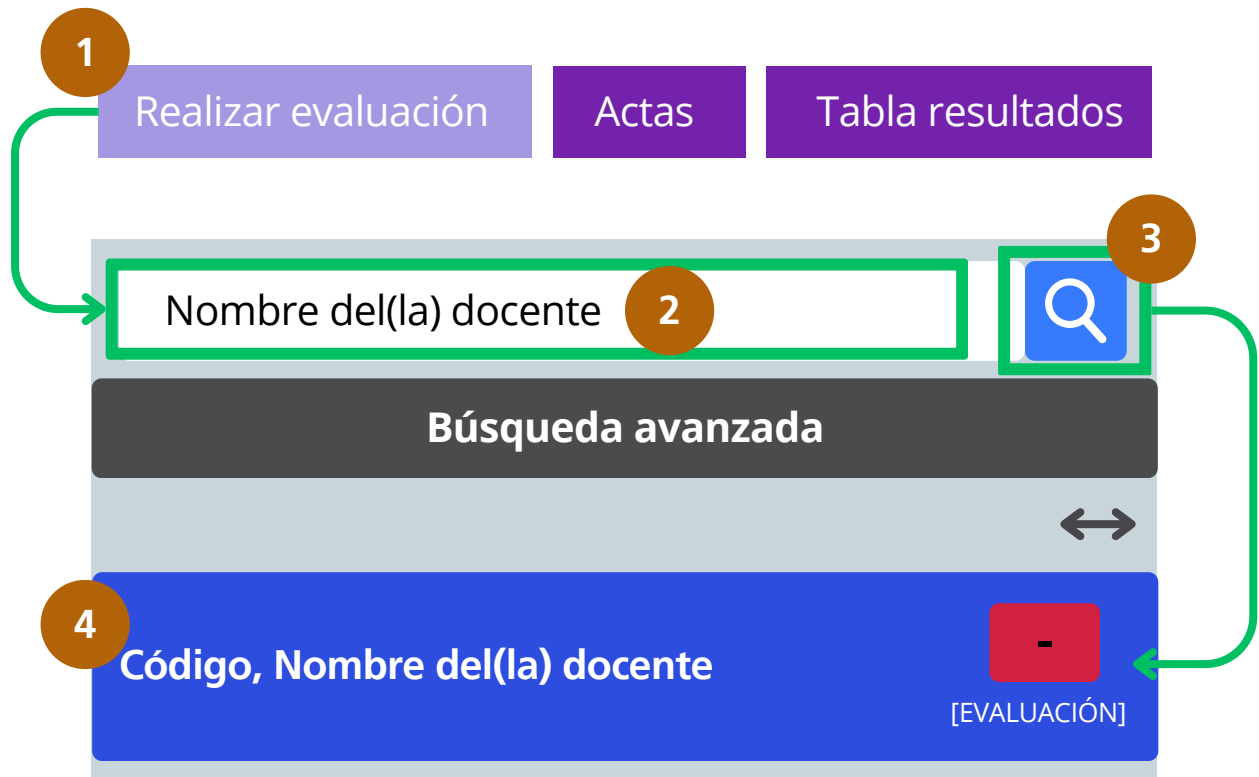 1
Realizar evaluación
Actas
Tabla resultados
3
Nombre del(la) docente
2
Búsqueda avanzada
4
Código, Nombre del(la) docente
-
[EVALUACIÓN]